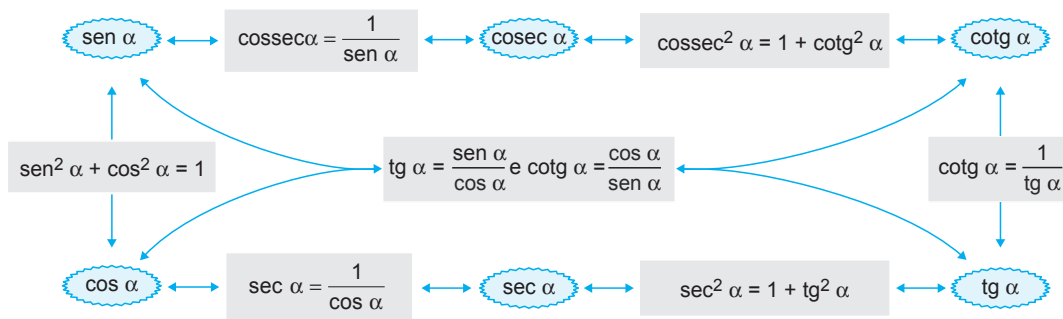 sen α cossecα = 1/sen α cosec α cossec² α = 1 + cotg² α cotg α
sen² α + cos² α = 1 tg α = sen α/cos α e cotg α = cos α/sen α cotg α = 1/tg α
cos α sec α = 1/cos α sec α sec² α = 1 + tg² α tg α